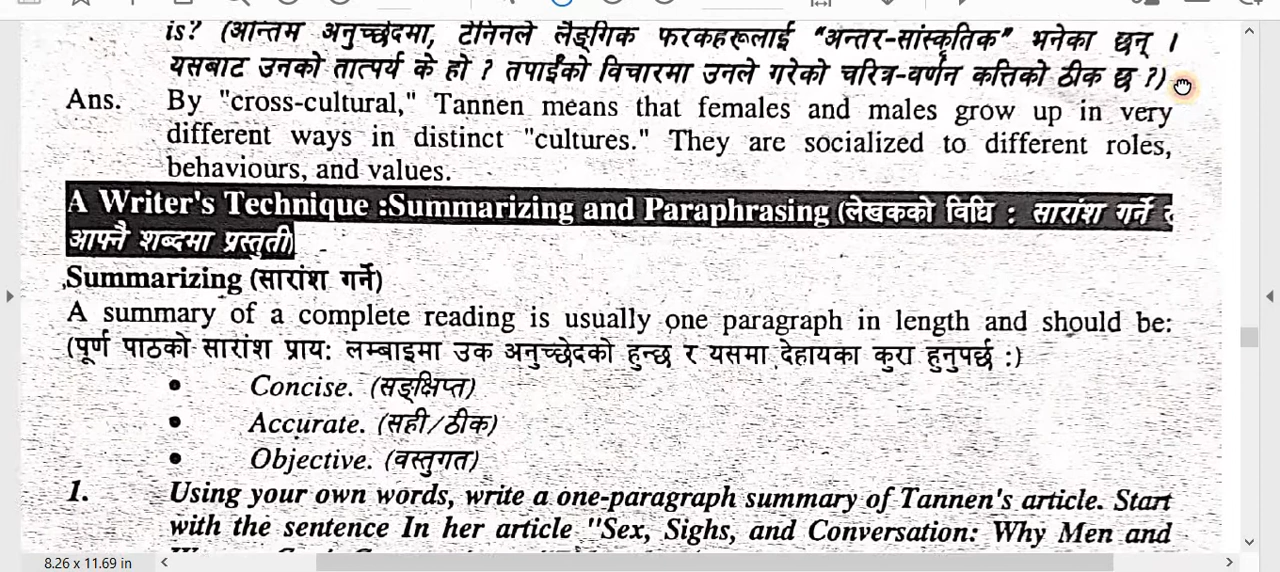 is? (अन्तिम अनुच्छेदमा, टेनिनले लैङ्गिक फरकहरूलाई “अन्तर-सांस्कृतिक” भनेका छन् ।
यसबाट उनको तात्पर्य के हो ? तपाईंको विचारमा उनले गरेको चरित्र-वर्णन कत्तिको ठीक छ ?)
Ans. By "cross-cultural," Tannen means that females and males grow up in very
different ways in distinct "cultures." They are socialized to different roles,
behaviours, and values.
A Writer's Technique :Summarizing and Paraphrasing (लेखकको विधि : सारांश गर्ने
आफ्नै शब्दमा प्रस्तुती)
Summarizing (सारांश गर्ने)
A summary of a complete reading is usually one paragraph in length and should be:
(पूर्ण पाठको सारांश प्राय: लम्बाइमा उक अनुच्छेदको हुन्छ र यसमा देहायका कुरा हुनुपर्छ :)
• Concise. (सङ्क्षिप्त)
• Accurate. (सही/ठीक)
• Objective. (वस्तुगत)
1. Using your own words, write a one-paragraph summary of Tannen's article. Start
with the sentence In her article "Sex, Sighs, and Conversation: Why Men and
8.26 x 11.69 in